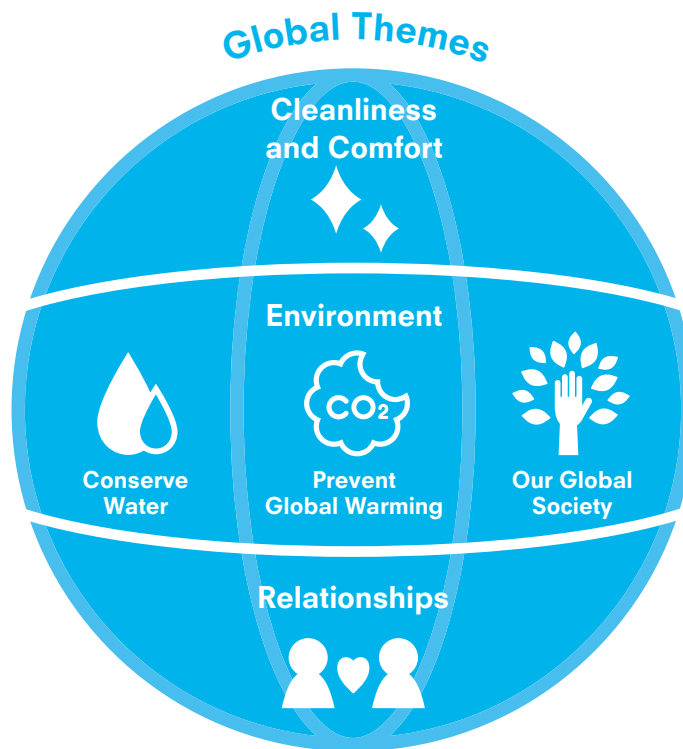 Global Themes
Cleanliness
and Comfort
Environment
CO2
Conserve
Water
Prevent
Global Warming
Our Global
Society
Relationships